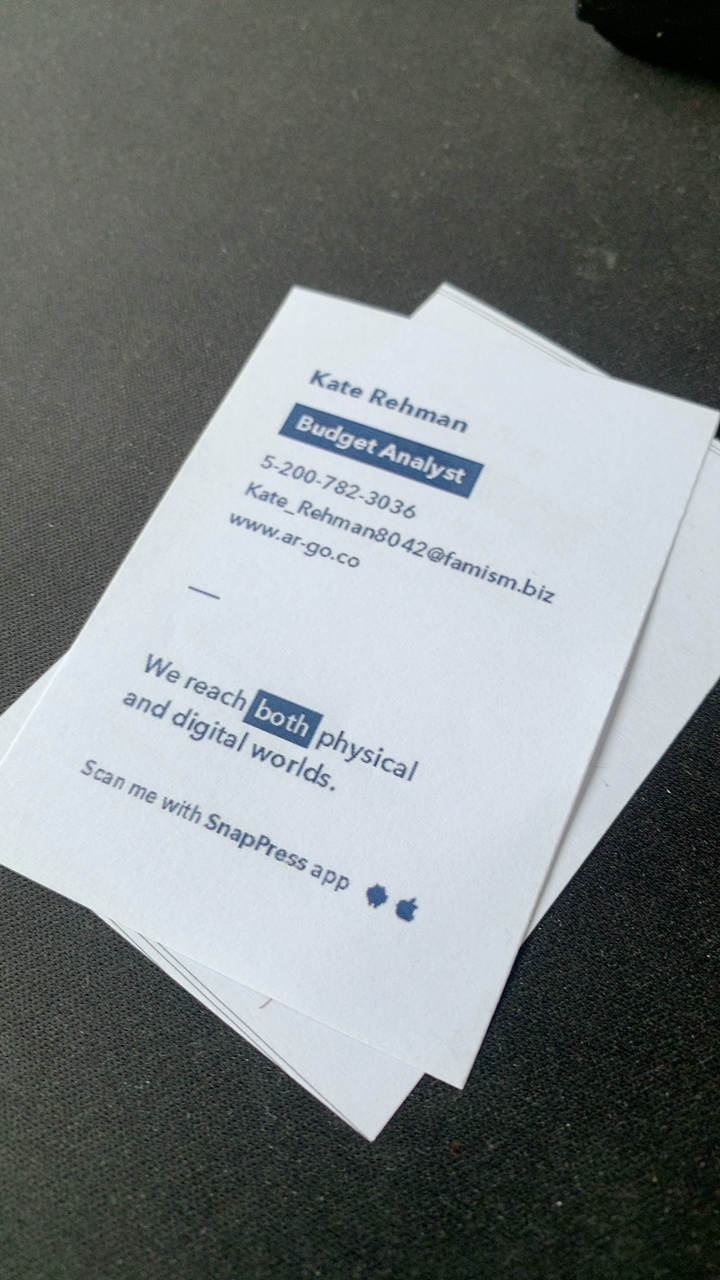 Kate Rehman
Budget Analyst
5-200-782-3036
Kate_Rehman8042@famism.biz
www.ar-go.co
We reach both physical
and digital worlds.
Scan me with SnapPress app